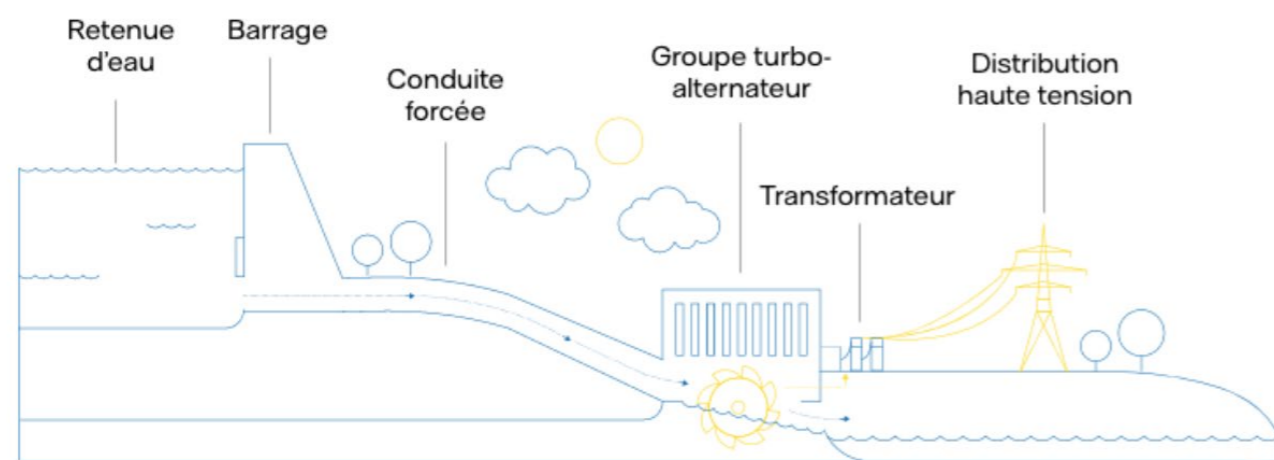 Retenue
d'eau
Barrage
Conduite
forcée
Groupe turbo-
alternateur
Transformateur
Distribution
haute tension